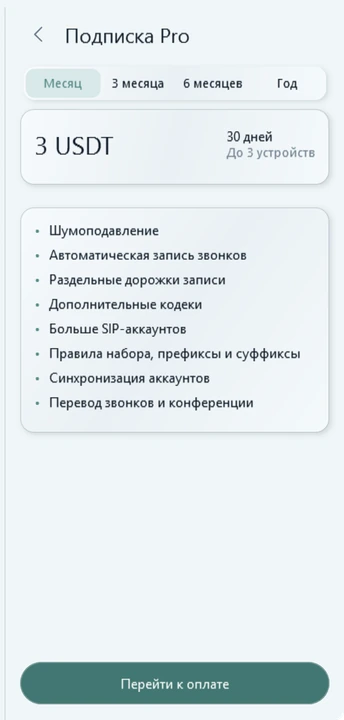 Подписка Pro
Месяц 3 месяца 6 месяцев Год
3 USDT
30 дней
До 3 устройств
• Шумоподавление
• Автоматическая запись звонков
• Раздельные дорожки записи
• Дополнительные кодеки
• Больше SIP-аккаунтов
• Правила набора, префиксы и суффиксы
• Синхронизация аккаунтов
• Перевод звонков и конференции
Перейти к оплате